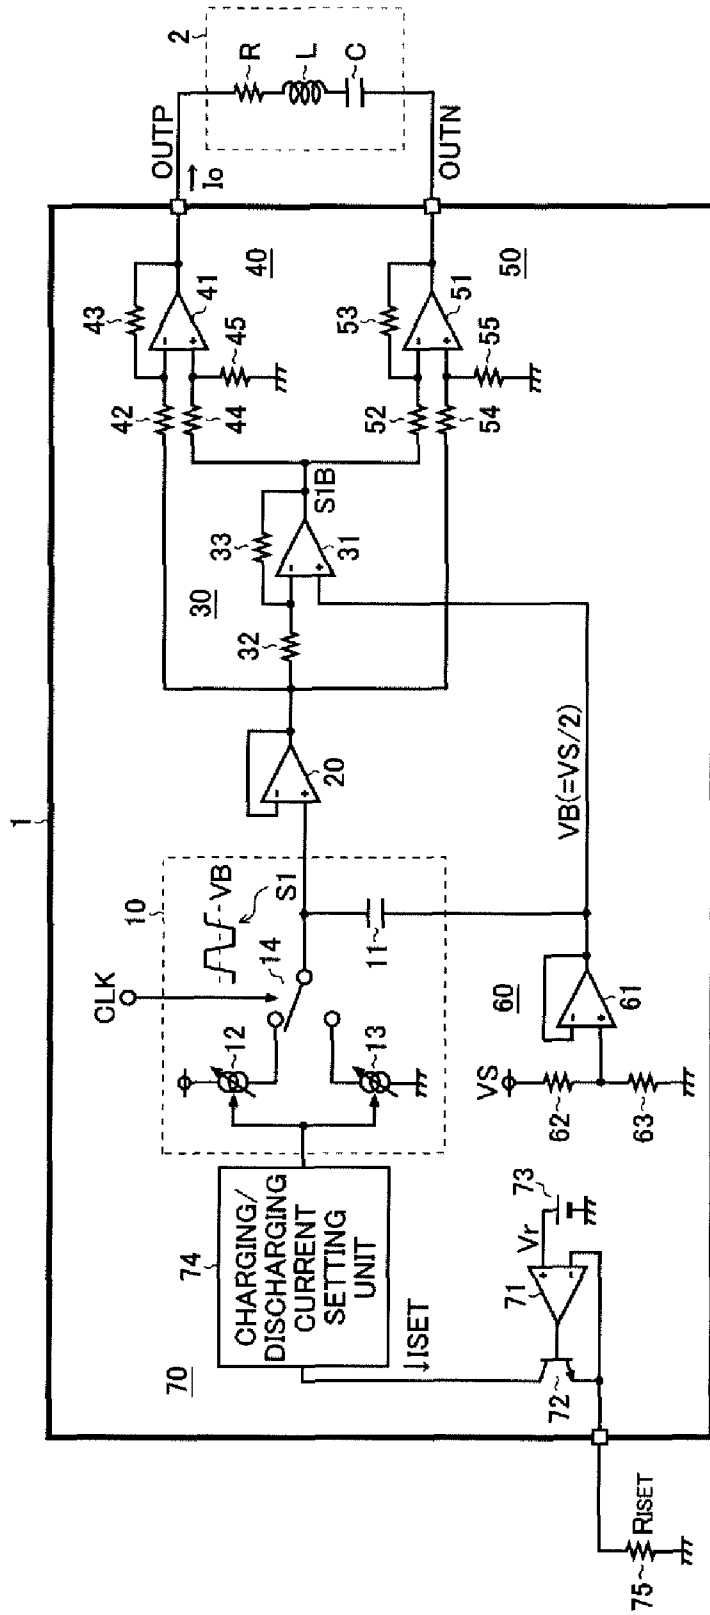 1
2
R
L
C
OUTP
Io
OUTN
43
41
40
42
44
45
53
51
50
52
54
55
33
S1B
31
30
32
20
VB(=VS/2)
10
CLK
VB
S1
14
12
13
11
60
61
VS
62
63
74
CHARGING/
DISCHARGING
CURRENT
SETTING
UNIT
70
↓ISET
73
Vr
71
72
RISET
75